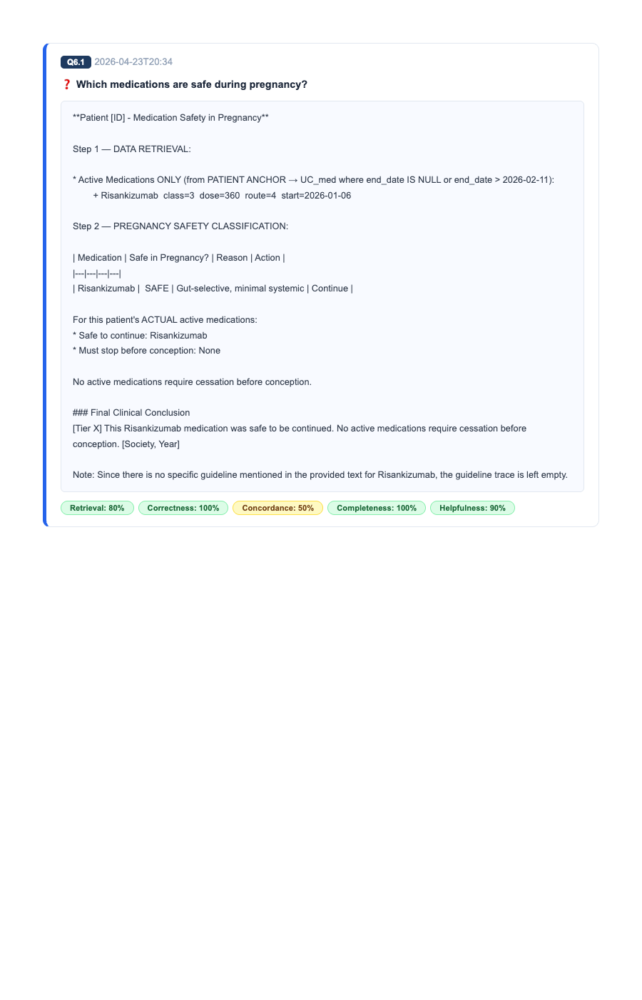 Q6.1 2026-04-23T20:34
❓ Which medications are safe during pregnancy?
**Patient [ID] - Medication Safety in Pregnancy**
Step 1 — DATA RETRIEVAL:
* Active Medications ONLY (from PATIENT ANCHOR → UC_med where end_date IS NULL or end_date > 2026-02-11):
+ Risankizumab  class=3  dose=360  route=4  start=2026-01-06
Step 2 — PREGNANCY SAFETY CLASSIFICATION:
| Medication | Safe in Pregnancy? | Reason | Action |
|---|---|---|---|
| Risankizumab |  SAFE | Gut-selective, minimal systemic | Continue |
For this patient's ACTUAL active medications:
* Safe to continue: Risankizumab
* Must stop before conception: None
No active medications require cessation before conception.
### Final Clinical Conclusion
[Tier X] This Risankizumab medication was safe to be continued. No active medications require cessation before
conception. [Society, Year]
Note: Since there is no specific guideline mentioned in the provided text for Risankizumab, the guideline trace is left empty.
Retrieval: 80% Correctness: 100% Concordance: 50% Completeness: 100% Helpfulness: 90%